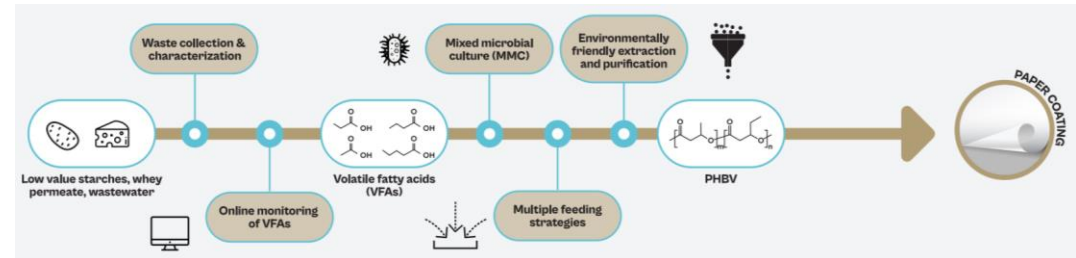 Waste collection &
characterization
Mixed microbial
culture (MMC)
Environmentally
friendly extraction
and purification
PAPER COATING
O
OH
O
OH
O
OH
O
OH
O
O
m
O
O
n
Low value starches, whey
permeate, wastewater
Volatile fatty acids
(VFAs)
PHBV
Online monitoring
of VFAs
Multiple feeding
strategies